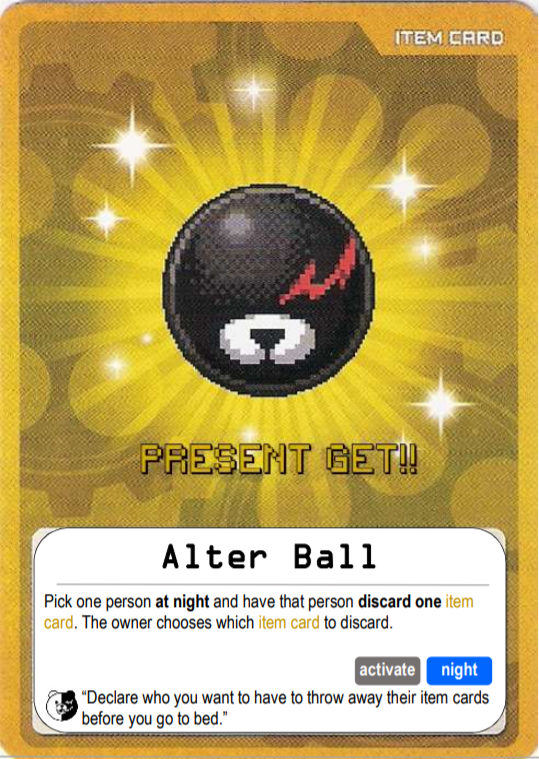 ITEM CARD
PRESENT GET!!
Alter Ball
Pick one person at night and have that person discard one item
card. The owner chooses which item card to discard.
activate night
“Declare who you want to have to throw away their item cards
before you go to bed.”